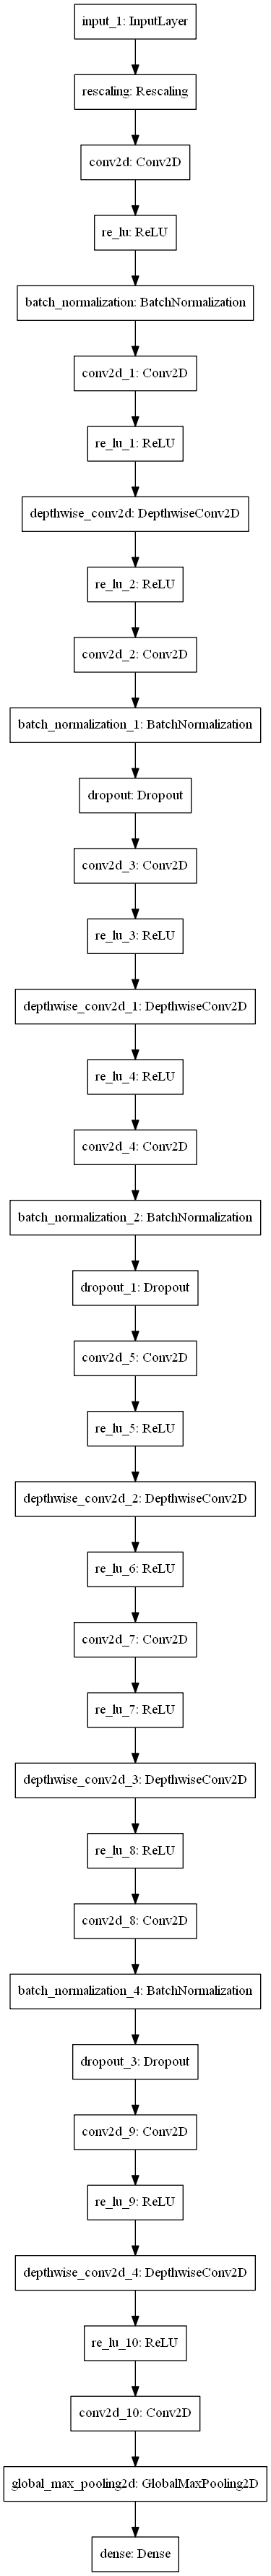 input_1: InputLayer
rescaling: Rescaling
conv2d: Conv2D
re_lu: ReLU
batch_normalization: BatchNormalization
conv2d_1: Conv2D
re_lu_1: ReLU
depthwise_conv2d: DepthwiseConv2D
re_lu_2: ReLU
conv2d_2: Conv2D
batch_normalization_1: BatchNormalization
dropout: Dropout
conv2d_3: Conv2D
re_lu_3: ReLU
depthwise_conv2d_1: DepthwiseConv2D
re_lu_4: ReLU
conv2d_4: Conv2D
batch_normalization_2: BatchNormalization
dropout_1: Dropout
conv2d_5: Conv2D
re_lu_5: ReLU
depthwise_conv2d_2: DepthwiseConv2D
re_lu_6: ReLU
conv2d_7: Conv2D
re_lu_7: ReLU
depthwise_conv2d_3: DepthwiseConv2D
re_lu_8: ReLU
conv2d_8: Conv2D
batch_normalization_4: BatchNormalization
dropout_3: Dropout
conv2d_9: Conv2D
re_lu_9: ReLU
depthwise_conv2d_4: DepthwiseConv2D
re_lu_10: ReLU
conv2d_10: Conv2D
global_max_pooling2d: GlobalMaxPooling2D
dense: Dense